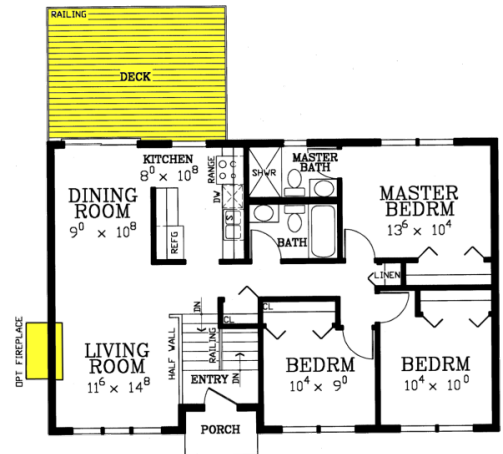 RAILING
DECK
KITCHEN
8⁰ × 10⁸
RANGE
DW
S
REFG
SHWR
MASTER
BATH
DINING
ROOM
9⁰ × 10⁸
MASTER
BEDRM
13⁶ × 10⁴
BATH
LINEN
DN
CL
CL
OPT FIREPLACE
LIVING
ROOM
11⁶ × 14⁸
HALF WALL
RAILING
DN
ENTRY
BEDRM
10⁴ × 9⁰
BEDRM
10⁴ × 10⁰
PORCH